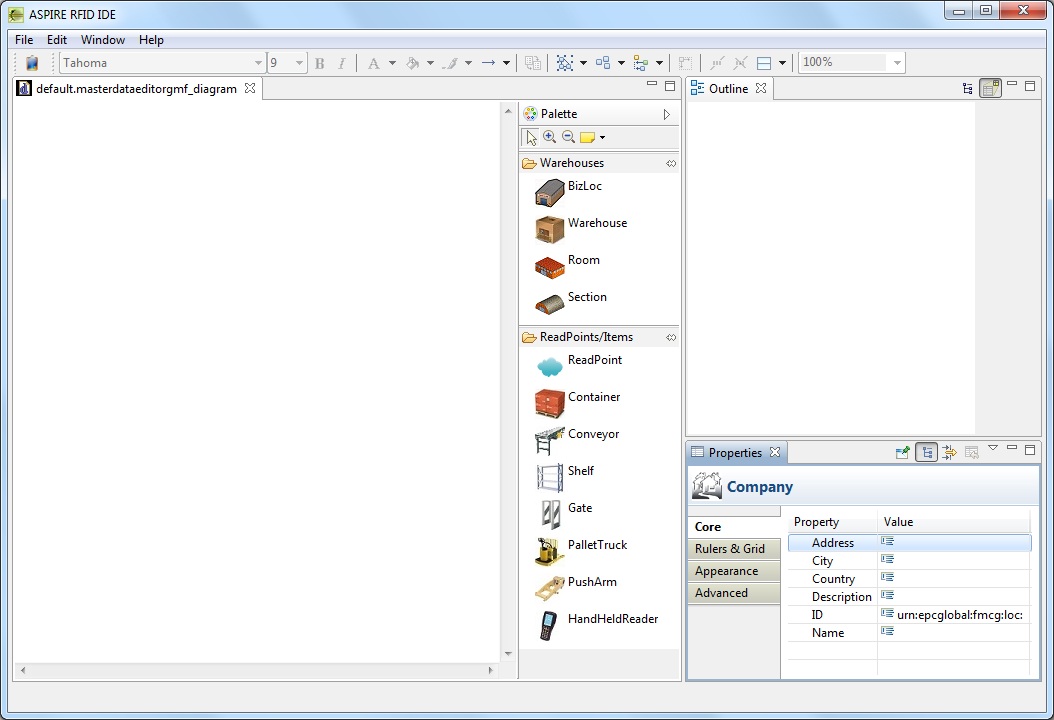 ASPIRE RFID IDE
File Edit Window Help
Tahoma 9 B I A 100%
default.masterdataeditorgmf_diagram
Palette
Warehouses
BizLoc
Warehouse
Room
Section
ReadPoints/Items
ReadPoint
Container
Conveyor
Shelf
Gate
PalletTruck
PushArm
HandHeldReader
Outline
Properties
Company
Core
Rulers & Grid
Appearance
Advanced
Property Value
Address
City
Country
Description
ID urn:epcglobal:fmcg:loc:
Name